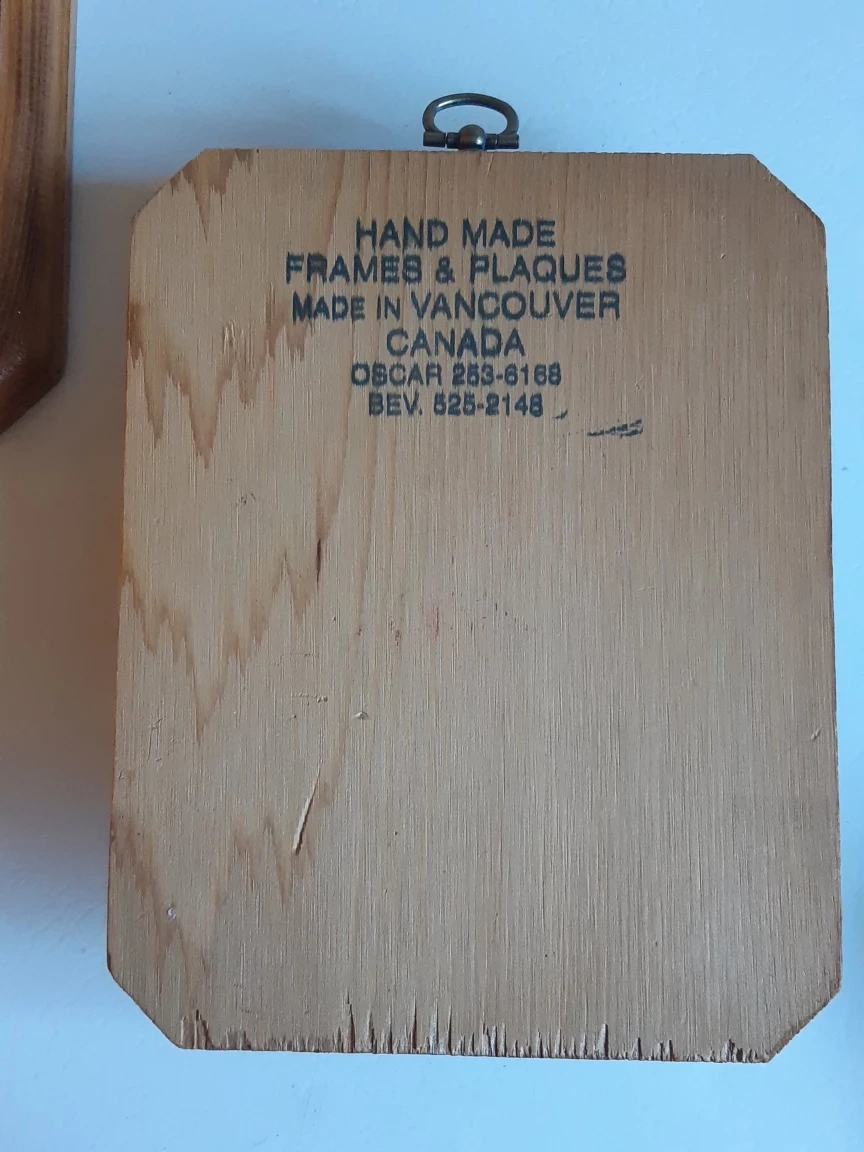 HAND MADE
FRAMES & PLAQUES
MADE IN VANCOUVER
CANADA
OSCAR 253-6168
BEV. 525-2148